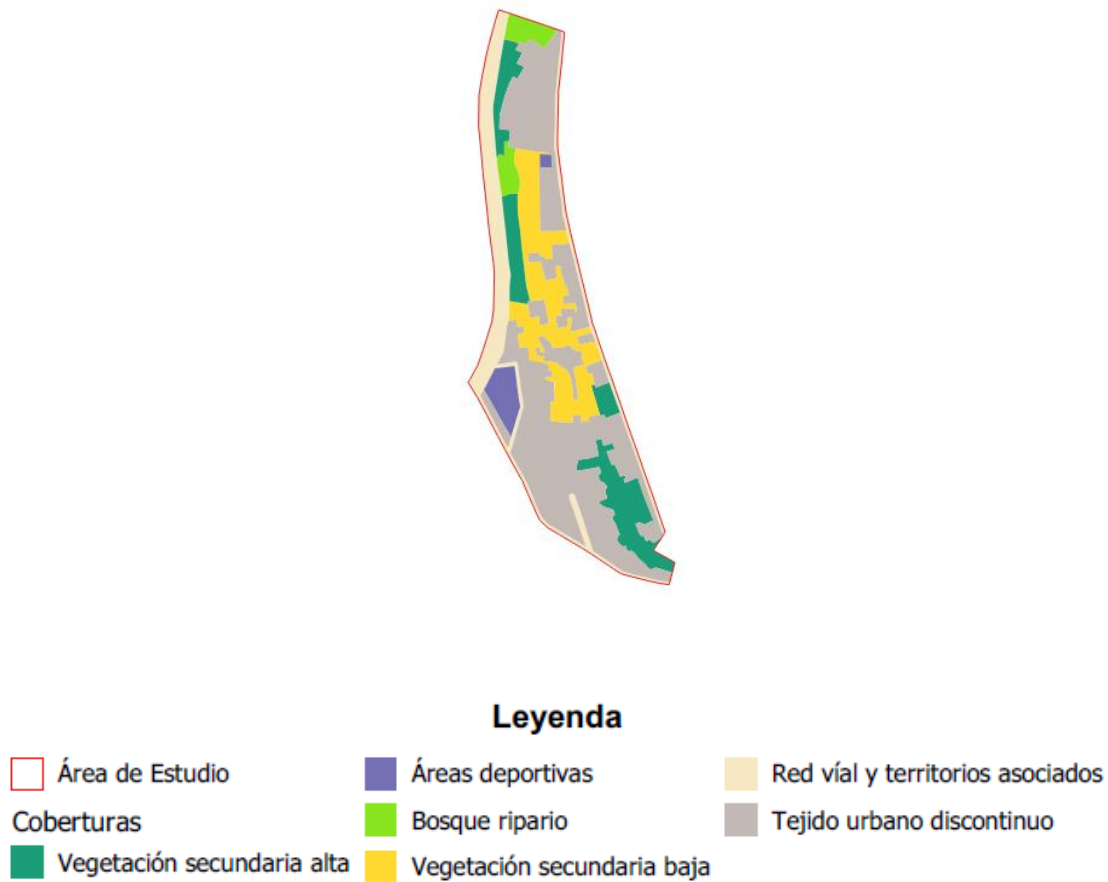 Leyenda
Área de Estudio
Coberturas
Vegetación secundaria alta
Áreas deportivas
Bosque ripario
Vegetación secundaria baja
Red víal y territorios asociados
Tejido urbano discontinuo